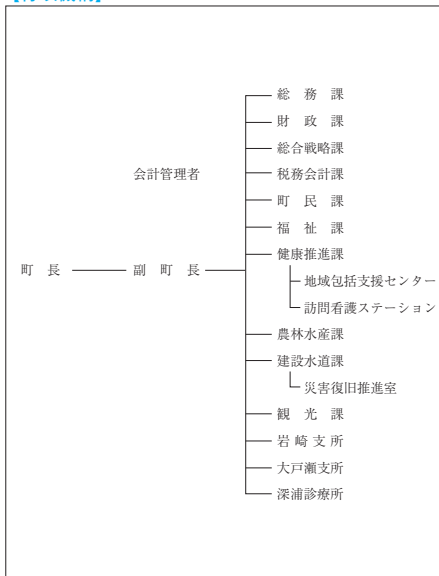 総務課
財政課
総合戦略課
会計管理者
税務会計課
町民課
福祉課
健康推進課
町長
副町長
地域包括支援センター
訪問看護ステーション
農林水産課
建設水道課
災害復旧推進室
観光課
岩崎支所
大戸瀬支所
深浦診療所